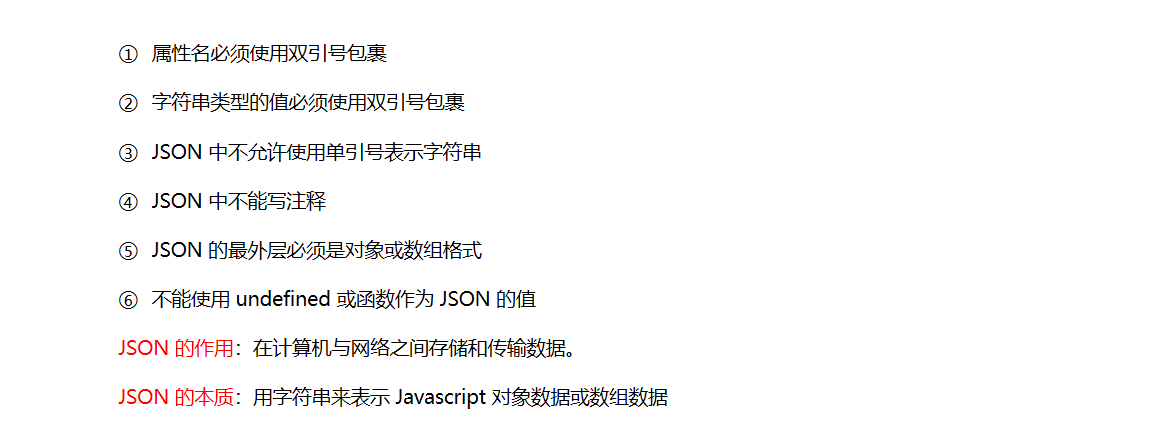 ① 属性名必须使用双引号包裹
② 字符串类型的值必须使用双引号包裹
③ JSON 中不允许使用单引号表示字符串
④ JSON 中不能写注释
⑤ JSON 的最外层必须是对象或数组格式
⑥ 不能使用 undefined 或函数作为 JSON 的值
JSON 的作用：在计算机与网络之间存储和传输数据。
JSON 的本质：用字符串来表示 Javascript 对象数据或数组数据